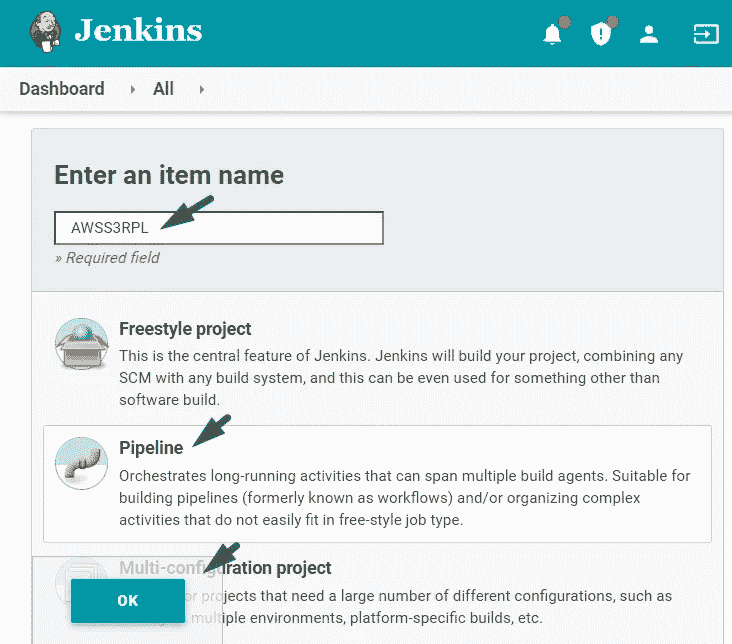 Jenkins
Dashboard All
Enter an item name
AWSS3RPL
» Required field
Freestyle project
This is the central feature of Jenkins. Jenkins will build your project, combining any
SCM with any build system, and this can be even used for something other than
software build.
Pipeline
Orchestrates long-running activities that can span multiple build agents. Suitable for
building pipelines (formerly known as workflows) and/or organizing complex
activities that do not easily fit in free-style job type.
Multi-configuration project
projects that need a large number of different configurations, such as
OK
multiple environments, platform-specific builds, etc.